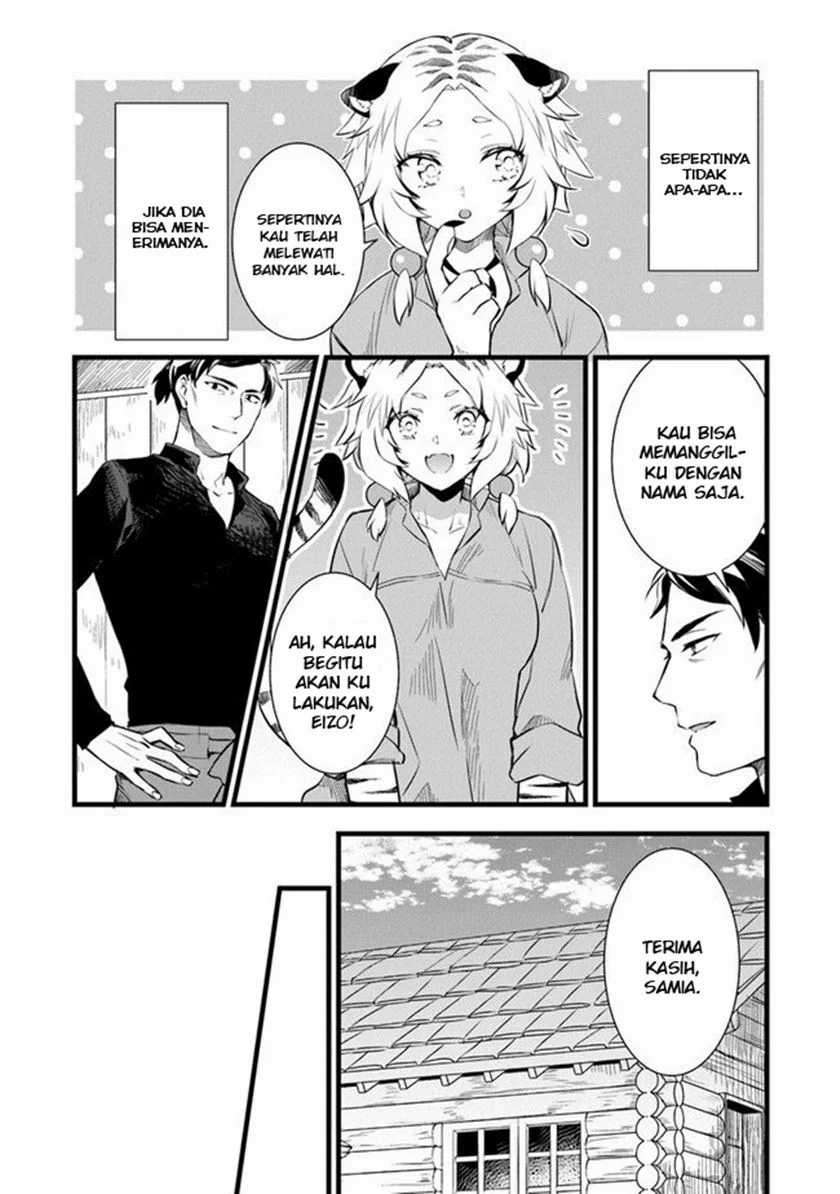 SEPERTINYA
TIDAK
APA-APA...
SEPERTINYA
KAU TELAH
MELEWATI
BANYAK HAL.
JIKA DIA
BISA MEN-
ERIMANYA.
KAU BISA
MEMANGGIL-
KU DENGAN
NAMA SAJA.
AH, KALAU
BEGITU
AKAN KU
LAKUKAN,
EIZO!
TERIMA
KASIH,
SAMIA.